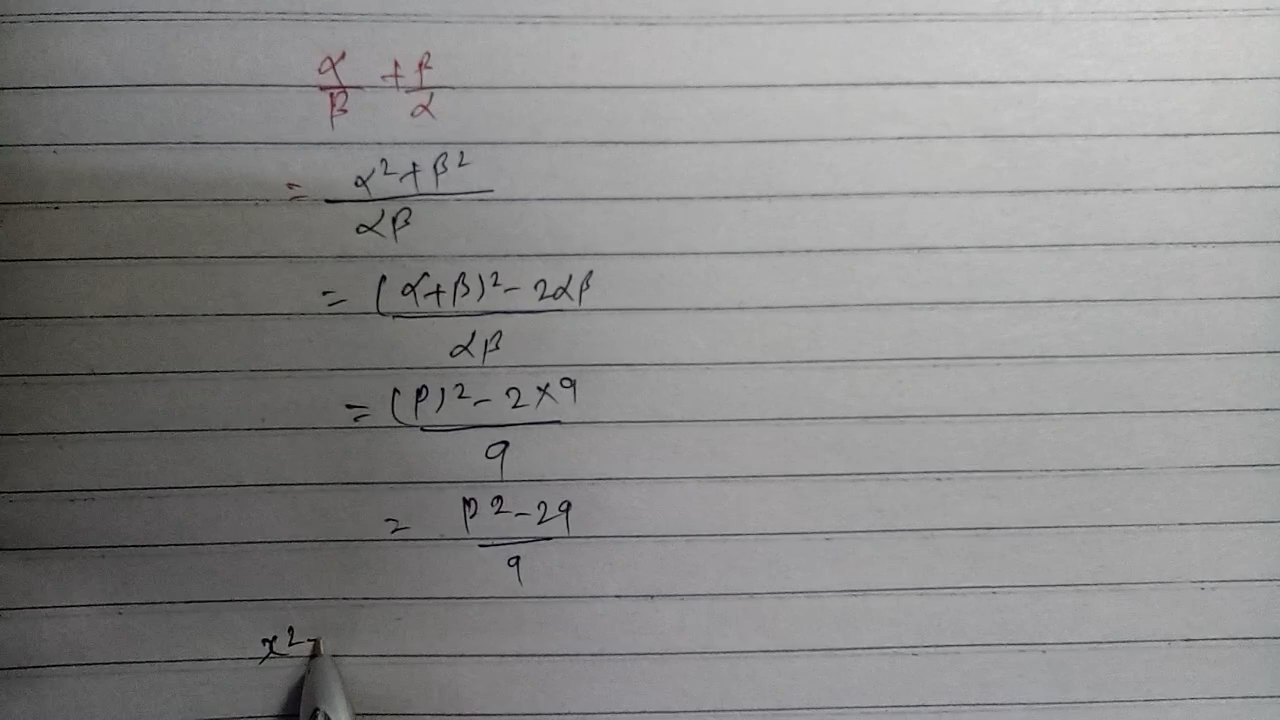 α/β + β/α
= α² + β² / αβ
= (α+β)² - 2αβ / αβ
= (p)² - 2×q / q
= p² - 2q / q
x² -